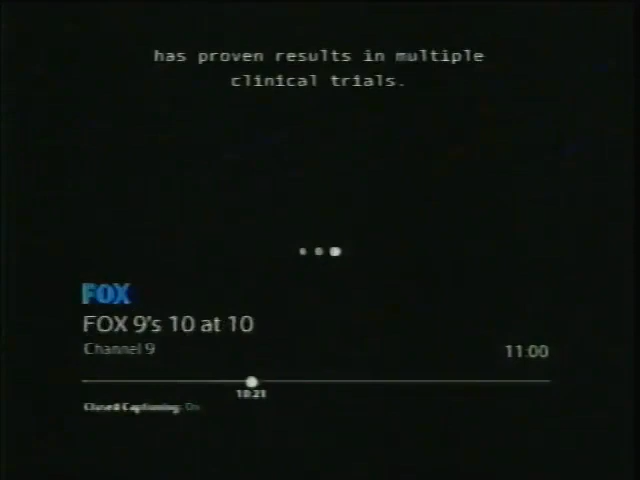 has proven results in multiple
clinical trials.
FOX
FOX 9's 10 at 10
Channel 9
11:00
10:21
Closed Captioning: On